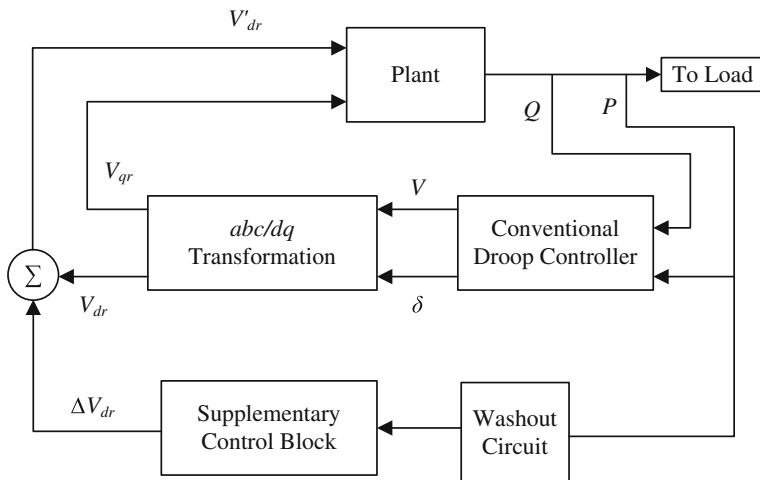 V'dr
Plant
To Load
Q
P
Vqr
V
abc/dq
Transformation
Conventional
Droop Controller
Σ
Vdr
δ
ΔVdr
Supplementary
Control Block
Washout
Circuit